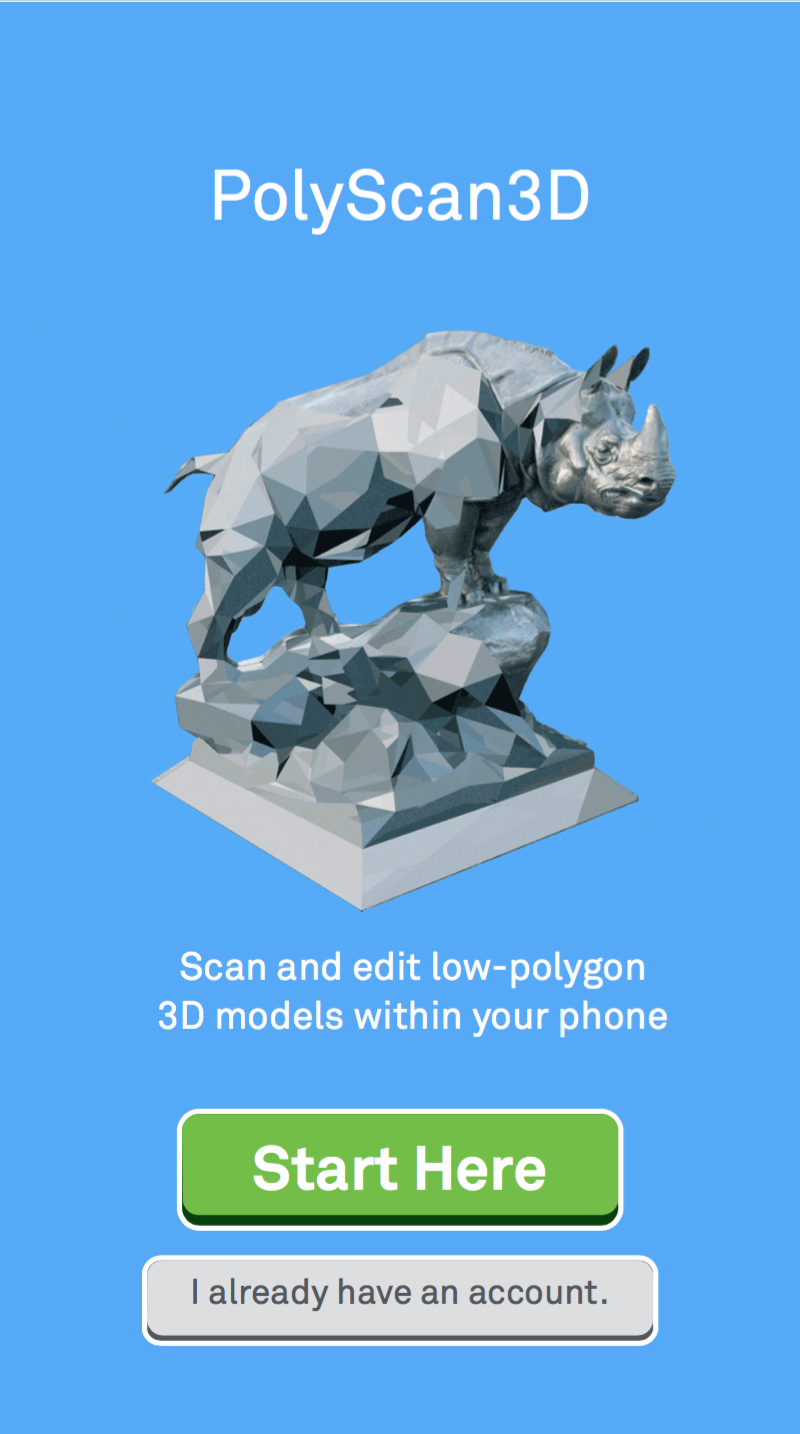 PolyScan3D
Scan and edit low-polygon
3D models within your phone
Start Here
I already have an account.